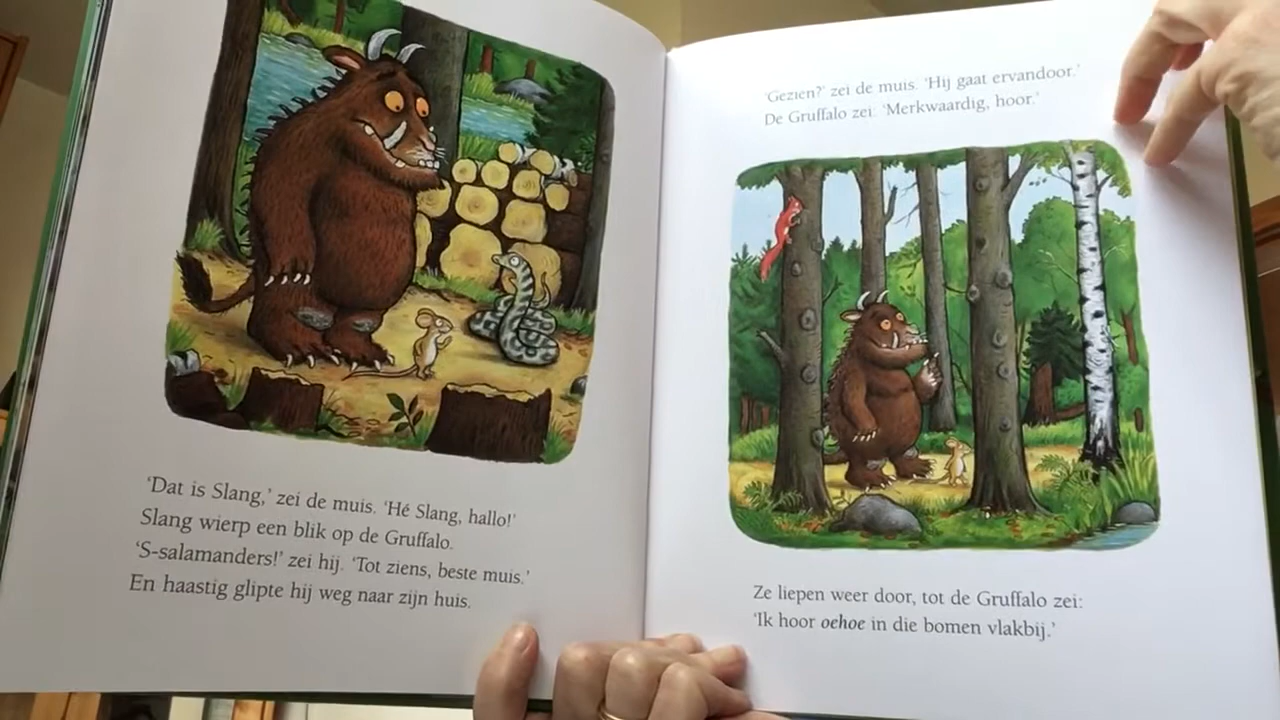 ‘Dat is Slang,’ zei de muis. ‘Hé Slang, hallo!’
Slang wierp een blik op de Gruffalo.
‘S-salamanders!’ zei hij. ‘Tot ziens, beste muis.’
En haastig glipte hij weg naar zijn huis.
‘Gezien?’ zei de muis. ‘Hij gaat ervandoor.’
De Gruffalo zei: ‘Merkwaardig, hoor.’
Ze liepen weer door, tot de Gruffalo zei:
‘Ik hoor oehoe in die bomen vlakbij.’